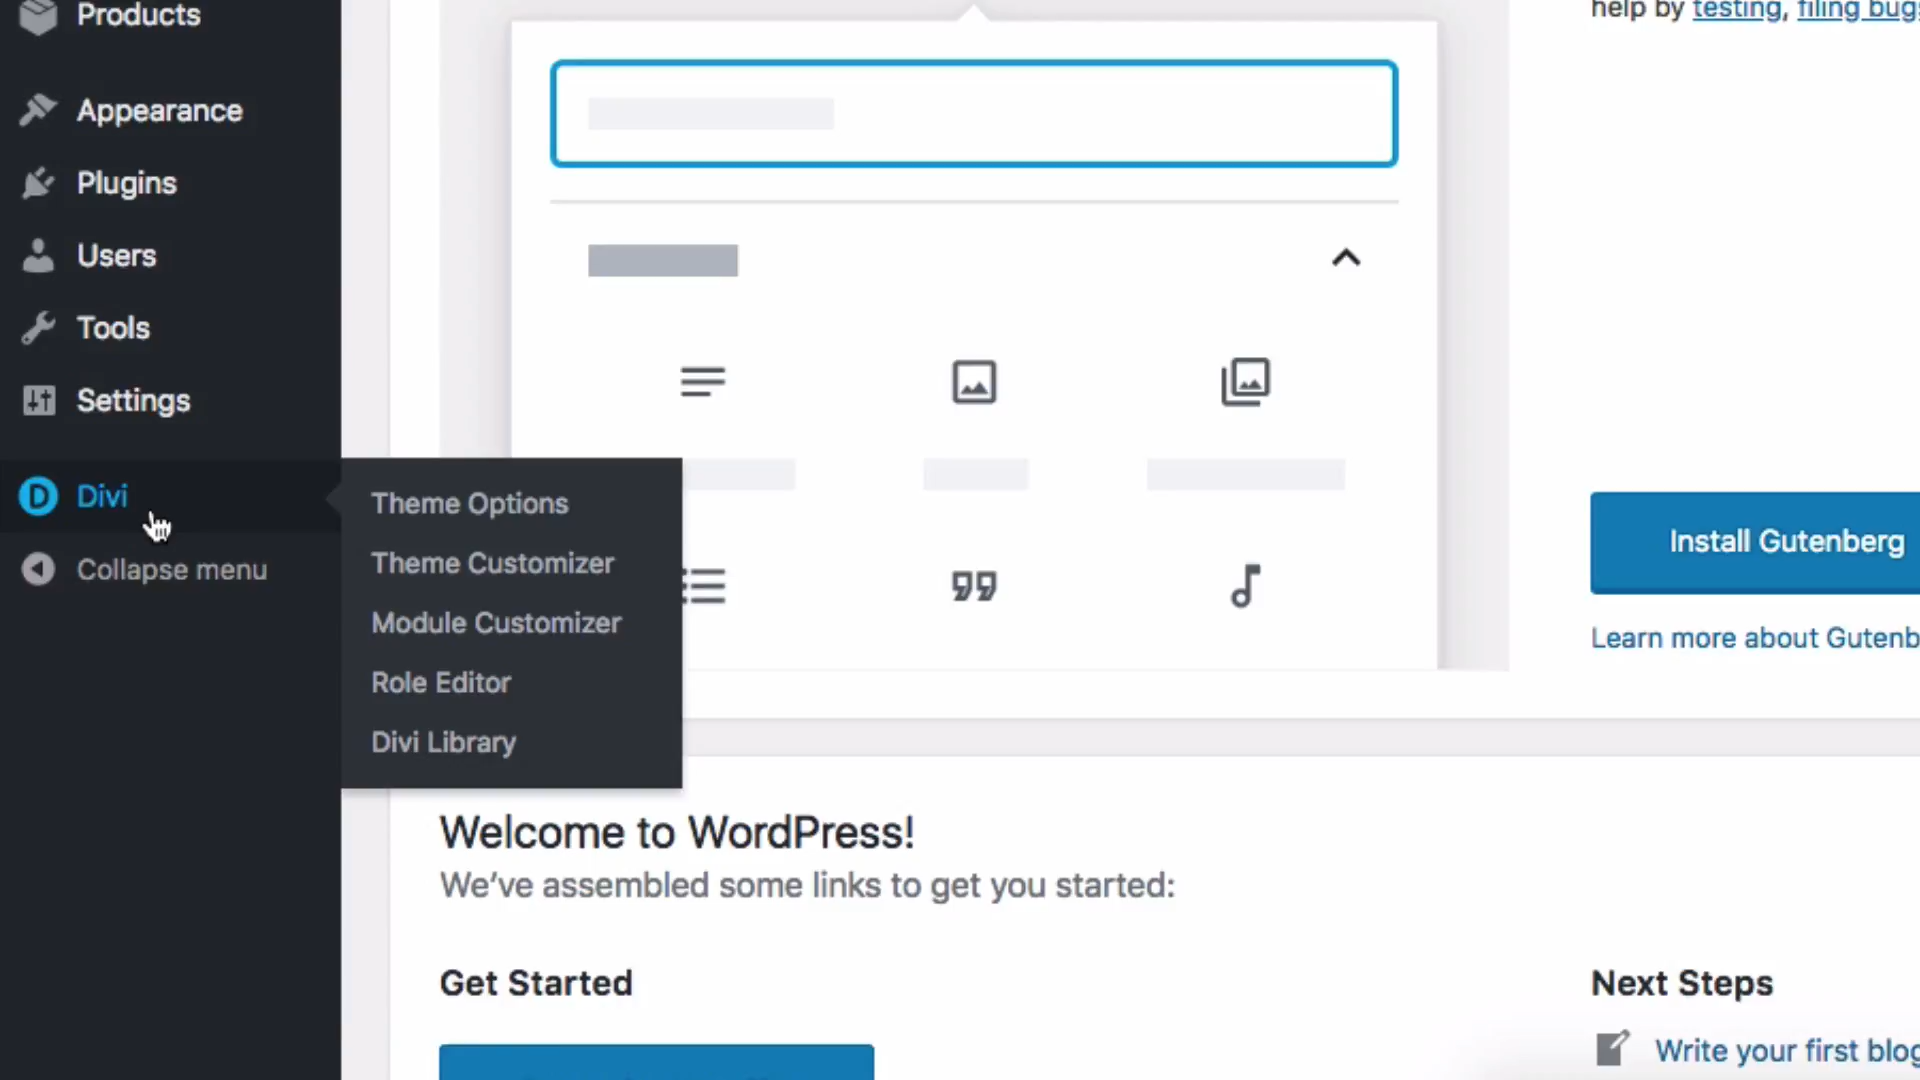 Products
Appearance
Plugins
Users
Tools
Settings
Divi
Collapse menu
Theme Options
Theme Customizer
Module Customizer
Role Editor
Divi Library
help by testing, filing bugs
Install Gutenberg
Learn more about Gutenb
Welcome to WordPress!
We've assembled some links to get you started:
Get Started
Next Steps
Write your first blog